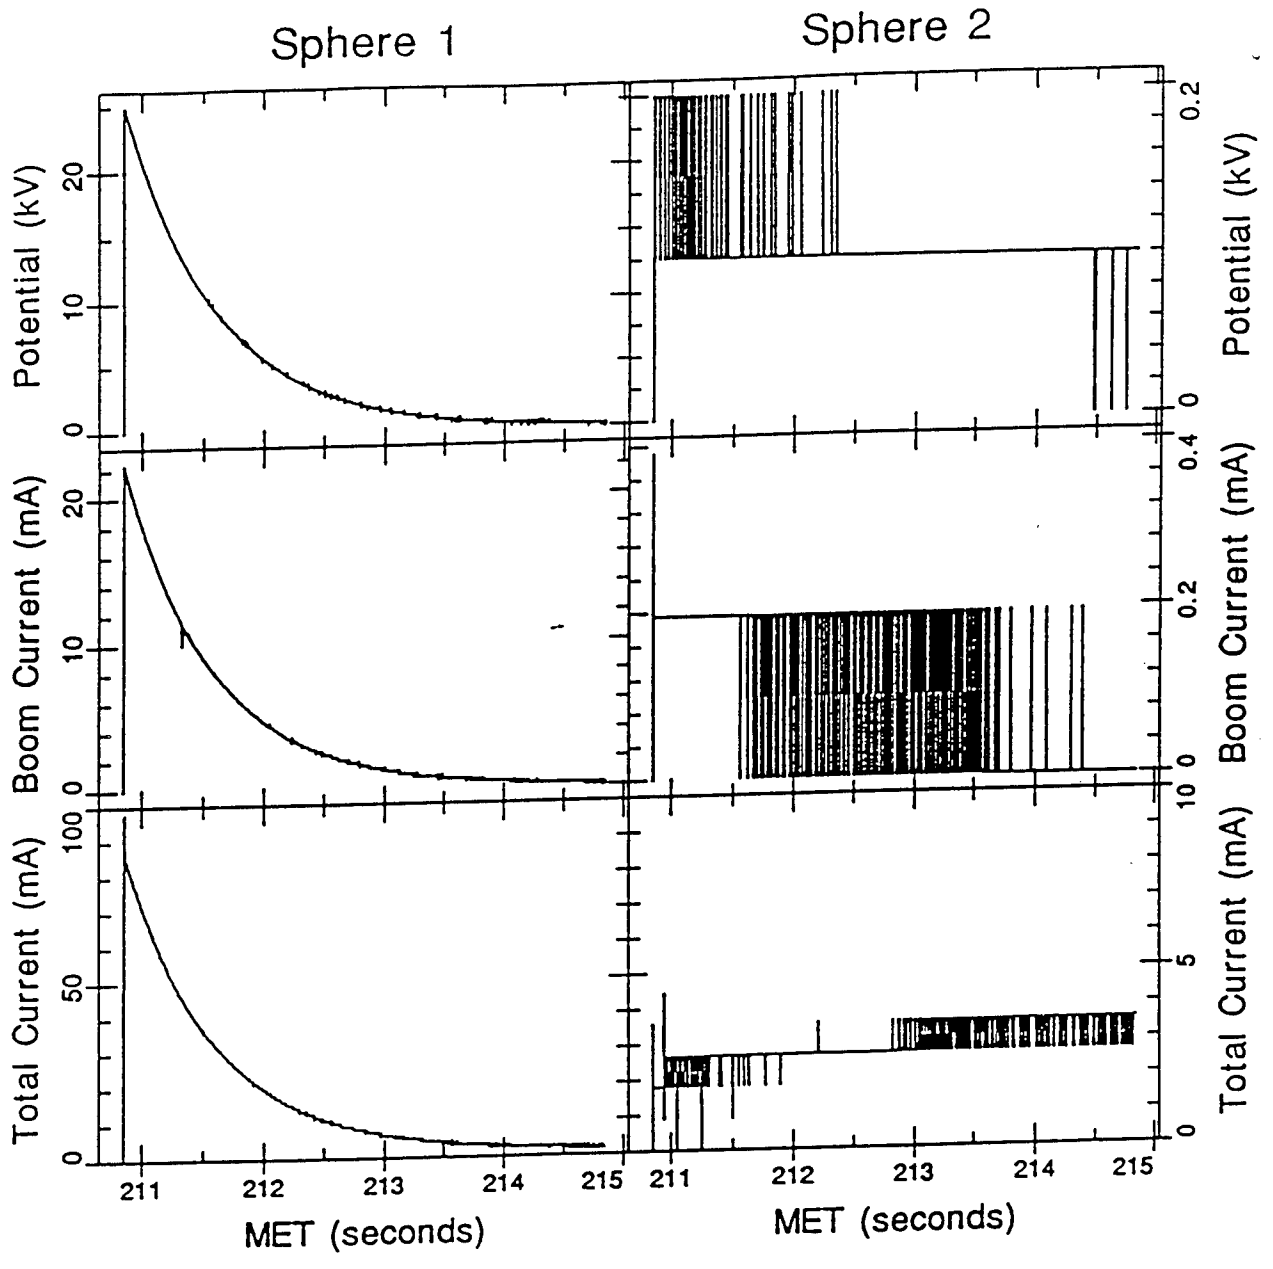 Sphere 1
Sphere 2
Potential (kV)
20
10
0
0.2
0
Potential (kV)
Boom Current (mA)
20
10
0
0.4
0.2
0
Boom Current (mA)
Total Current (mA)
100
50
0
10
5
0
Total Current (mA)
211 212 213 214 215 211 212 213 214 215
MET (seconds)
MET (seconds)